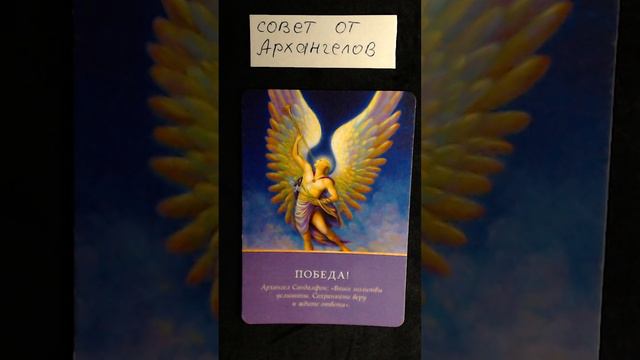 совет от
Архангелов
ПОБЕДА!
Архангел Сандалфон: «Ваши молитвы
услышаны. Сохраняйте веру
и ждите ответа».